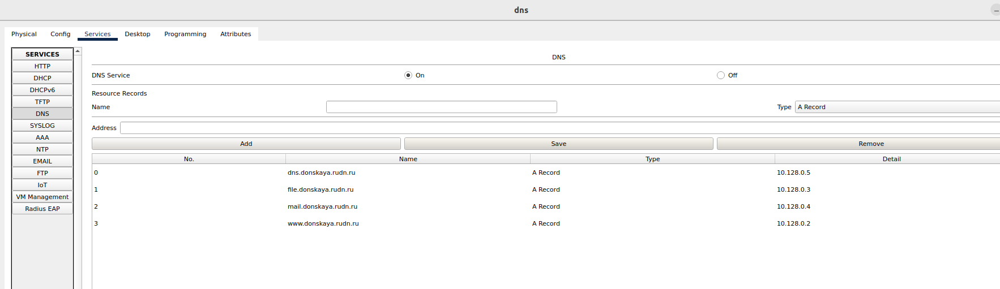 dns
Physical Config Services Desktop Programming Attributes
SERVICES
HTTP
DHCP
DHCPv6
TFTP
DNS
SYSLOG
AAA
NTP
EMAIL
FTP
IoT
VM Management
Radius EAP
DNS
DNS Service On Off
Resource Records
Name Type A Record
Address
Add Save Remove
No. Name Type Detail
0 dns.donskaya.rudn.ru A Record 10.128.0.5
1 file.donskaya.rudn.ru A Record 10.128.0.3
2 mail.donskaya.rudn.ru A Record 10.128.0.4
3 www.donskaya.rudn.ru A Record 10.128.0.2